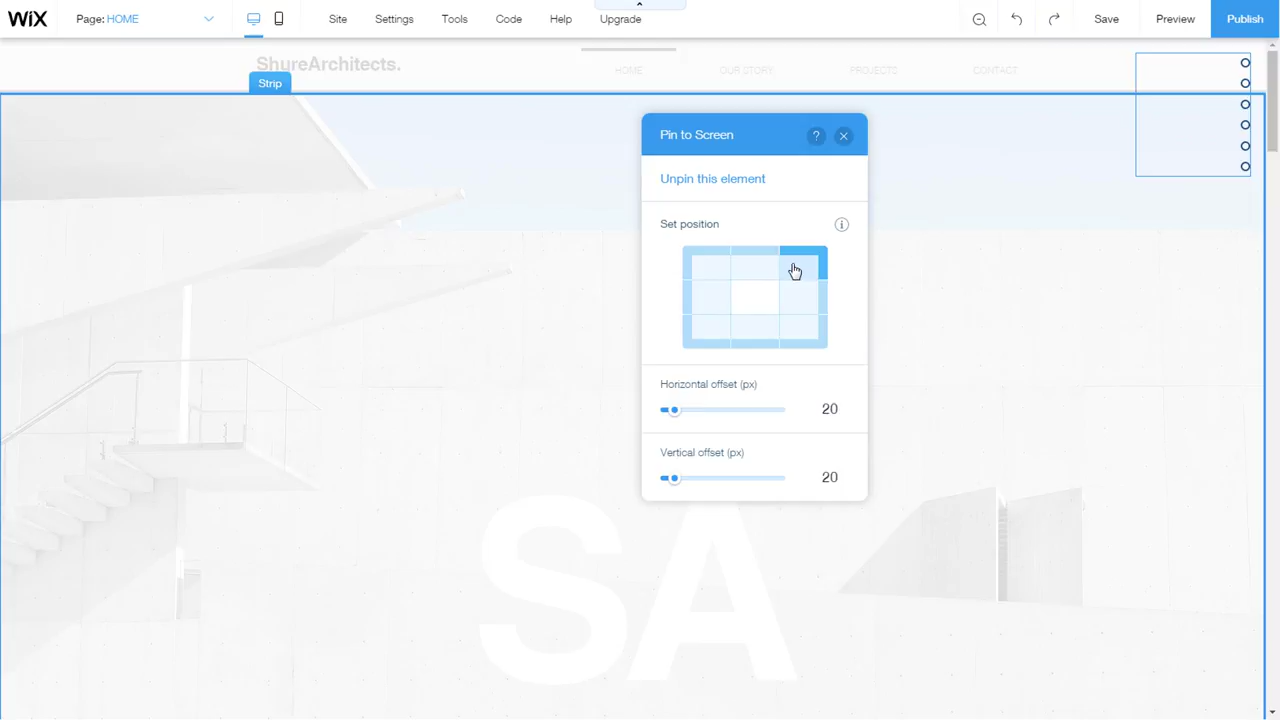 WiX Page: HOME Site Settings Tools Code Help Upgrade Save Preview Publish
ShureArchitects. HOME OUR STORY PROJECTS CONTACT
Strip
Pin to Screen ?
Unpin this element
Set position i
Horizontal offset (px)
20
Vertical offset (px)
20
SA